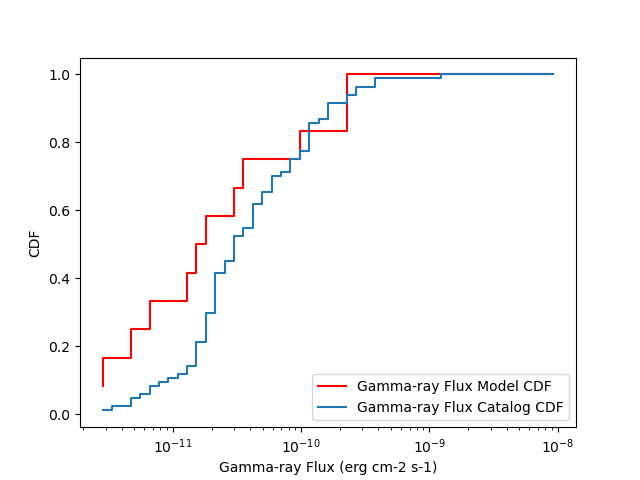 1.0
0.8
0.6
0.4
0.2
0.0
CDF
10⁻¹¹
10⁻¹⁰
10⁻⁹
10⁻⁸
Gamma-ray Flux (erg cm-2 s-1)
Gamma-ray Flux Model CDF
Gamma-ray Flux Catalog CDF